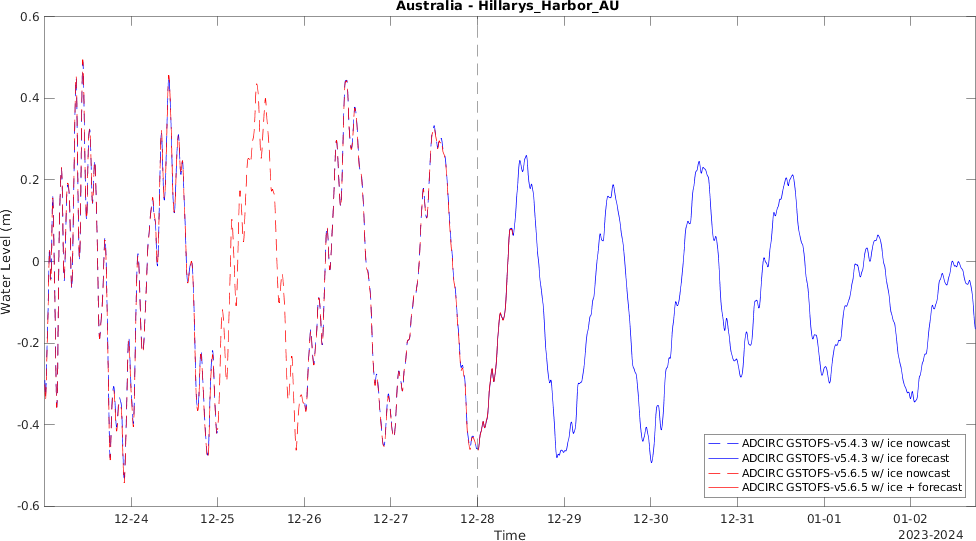 Australia - Hillarys_Harbor_AU
Water Level (m)
0.6
0.4
0.2
0
-0.2
-0.4
-0.6
12-24
12-25
12-26
12-27
12-28
12-29
12-30
12-31
01-01
01-02
Time
2023-2024
ADCIRC GSTOFS-v5.4.3 w/ ice nowcast
ADCIRC GSTOFS-v5.4.3 w/ ice forecast
ADCIRC GSTOFS-v5.6.5 w/ ice nowcast
ADCIRC GSTOFS-v5.6.5 w/ ice + forecast